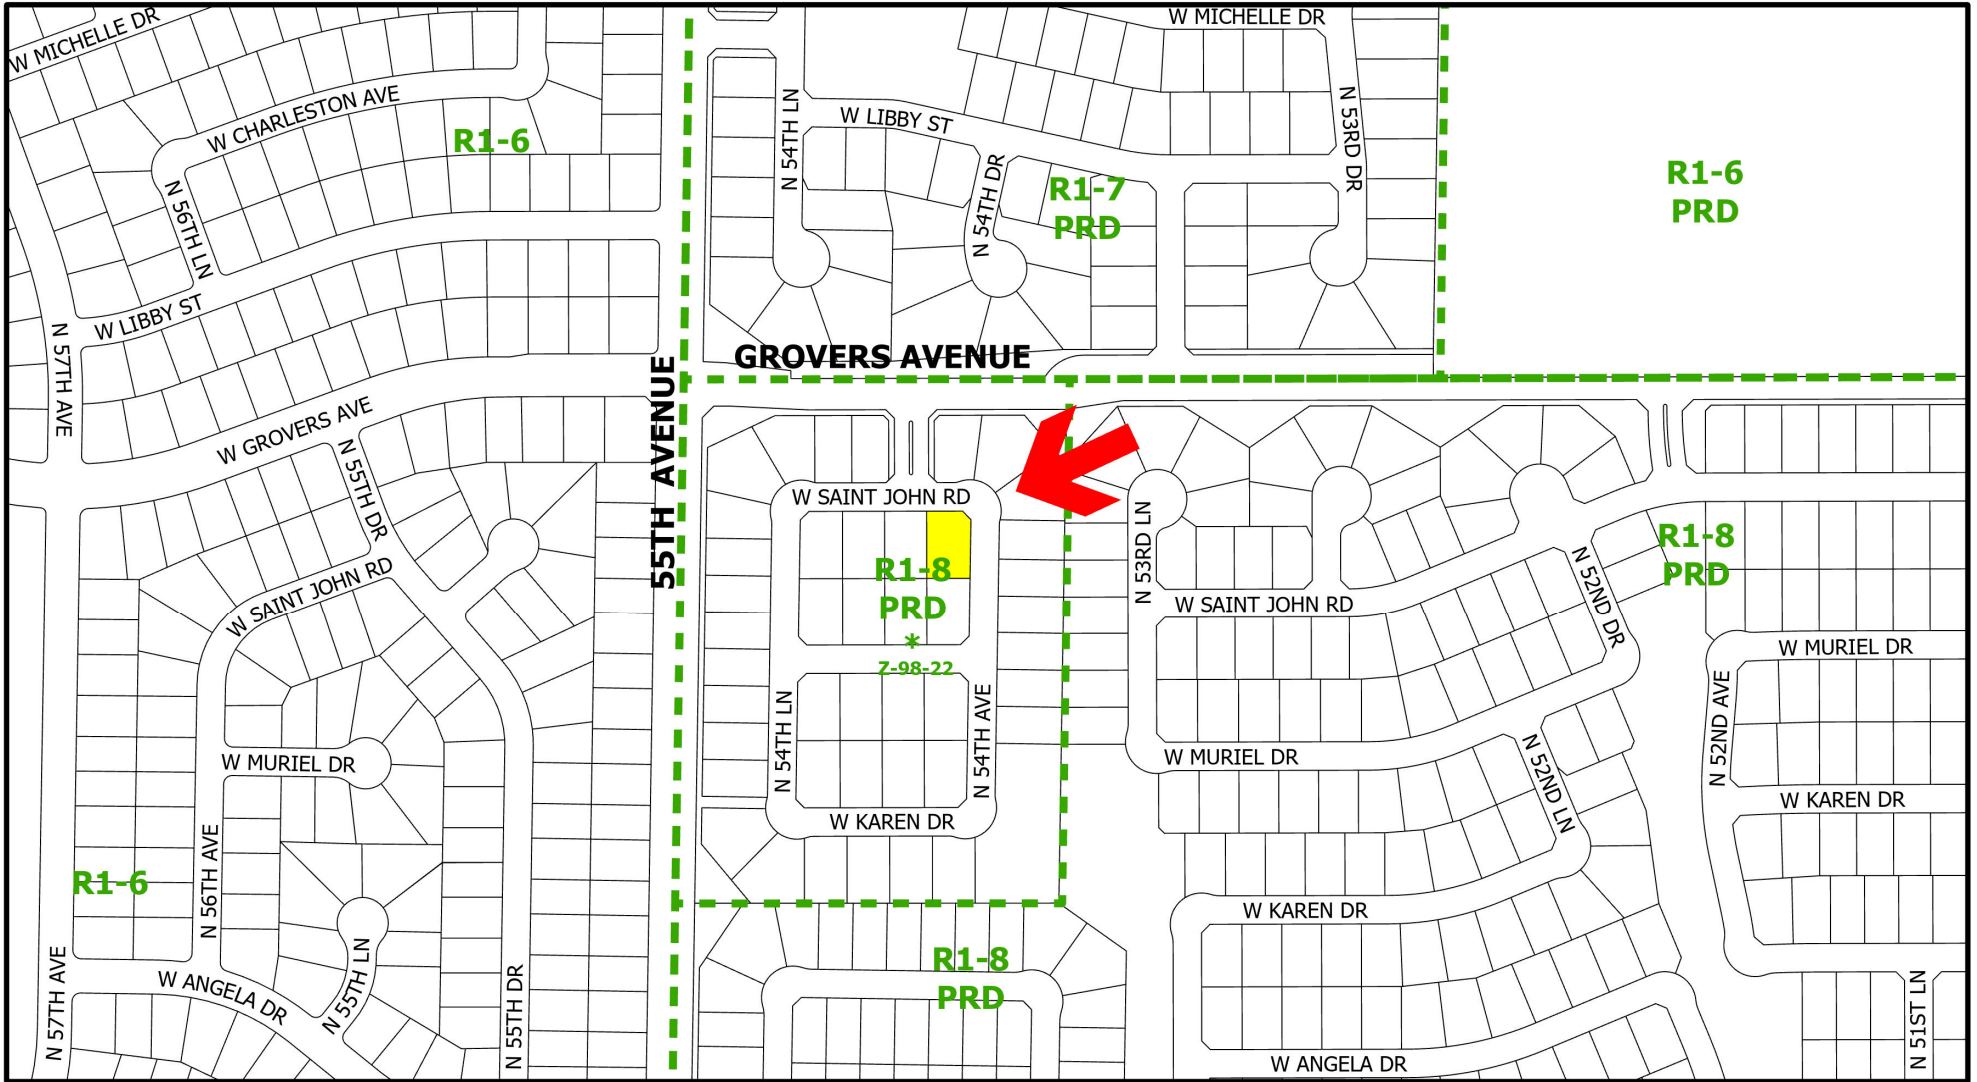 W MICHELLE DR
W MICHELLE DR
W CHARLESTON AVE
R1-6
N 54TH LN
W LIBBY ST
N 53RD DR
N 54TH DR
R1-7
PRD
R1-6
PRD
N 56TH LN
W LIBBY ST
N 57TH AVE
GROVERS AVENUE
55TH AVENUE
W GROVERS AVE
N 55TH DR
W SAINT JOHN RD
R1-8
PRD
*
Z-98-22
N 53RD LN
W SAINT JOHN RD
R1-8
PRD
N 52ND DR
W SAINT JOHN RD
W MURIEL DR
N 52ND AVE
N 54TH LN
N 54TH AVE
W MURIEL DR
W MURIEL DR
N 52ND LN
W KAREN DR
W KAREN DR
R1-6
N 56TH AVE
W KAREN DR
R1-8
PRD
N 57TH AVE
W ANGELA DR
N 55TH LN
N 55TH DR
W ANGELA DR
N 51ST LN